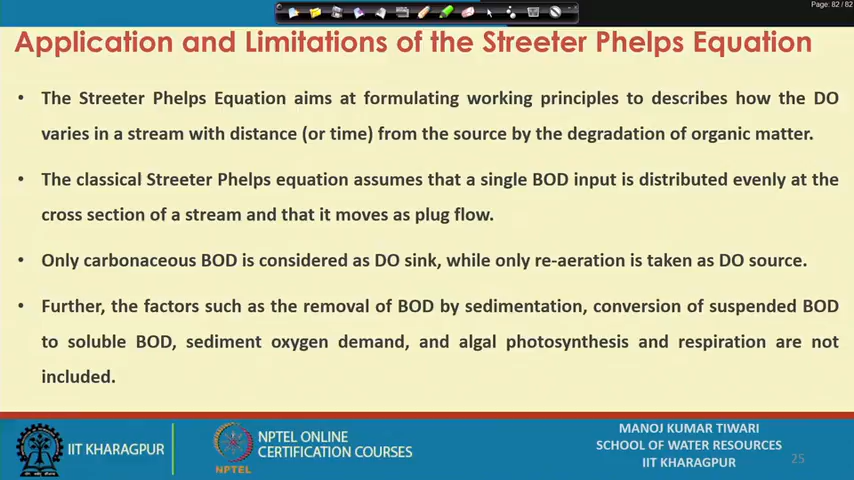 Page: 82 / 82
Application and Limitations of the Streeter Phelps Equation
• The Streeter Phelps Equation aims at formulating working principles to describes how the DO
varies in a stream with distance (or time) from the source by the degradation of organic matter.
• The classical Streeter Phelps equation assumes that a single BOD input is distributed evenly at the
cross section of a stream and that it moves as plug flow.
• Only carbonaceous BOD is considered as DO sink, while only re-aeration is taken as DO source.
• Further, the factors such as the removal of BOD by sedimentation, conversion of suspended BOD
to soluble BOD, sediment oxygen demand, and algal photosynthesis and respiration are not
included.
IIT KHARAGPUR
NPTEL
NPTEL ONLINE
CERTIFICATION COURSES
MANOJ KUMAR TIWARI
SCHOOL OF WATER RESOURCES
IIT KHARAGPUR
25